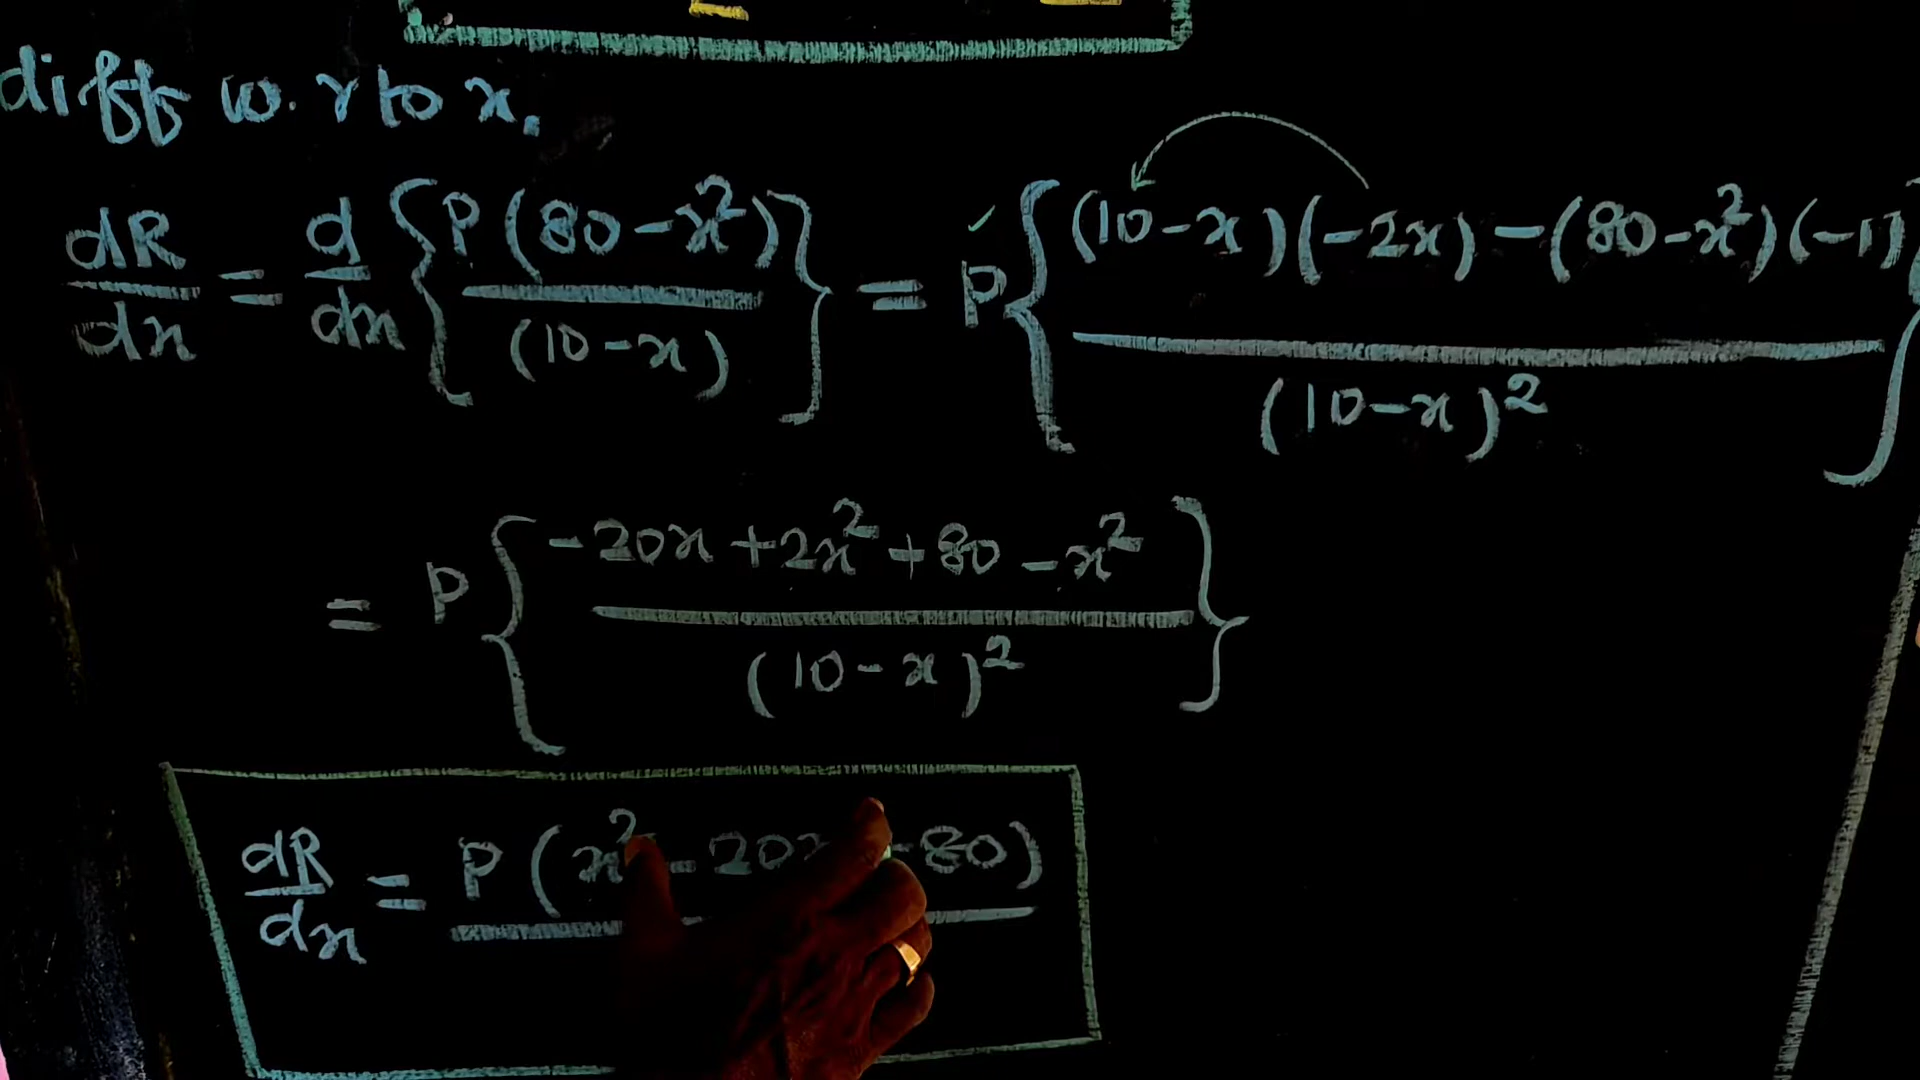 diff w.r to x,
dR/dx = d/dx { P(80-x²) / (10-x) } = P { (10-x)(-2x) - (80-x²)(-1) / (10-x)² }
= P { -20x + 2x² + 80 - x² / (10-x)² }
dR/dx = P(x² - 20x 80)